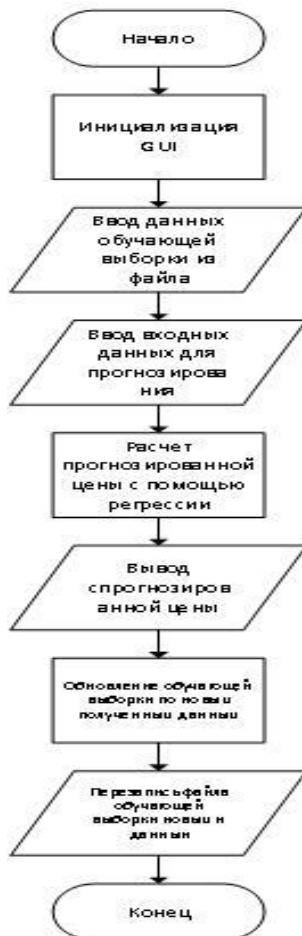 Начало
Инициализация
GUI
Ввод данных
обучающей
выборки из
файла
Ввод входных
данных для
прогнозирова
ния
Расчет
прогнозированной
цены с помощью
регрессии
Вывод
спрогнозиров
анной цены
Обновление обучающей
выборки по новым
полученным данным
Перезапись файла
обучающей
выборки новыми
данным
Конец